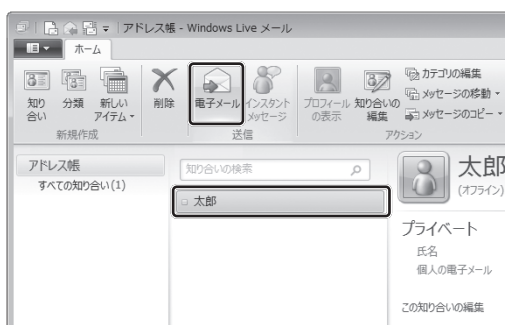 アドレス帳 - Windows Live メール
ホーム
知り合い
分類
新しいアイテム
削除
電子メール
インスタントメッセージ
プロフィールの表示
知り合いの編集
カテゴリの編集
メッセージの移動
メッセージのコピー
新規作成
送信
アクション
アドレス帳
すべての知り合い(1)
知り合いの検索
太郎
太郎
(オフライン)
プライベート
氏名
個人の電子メール
この知り合いの編集